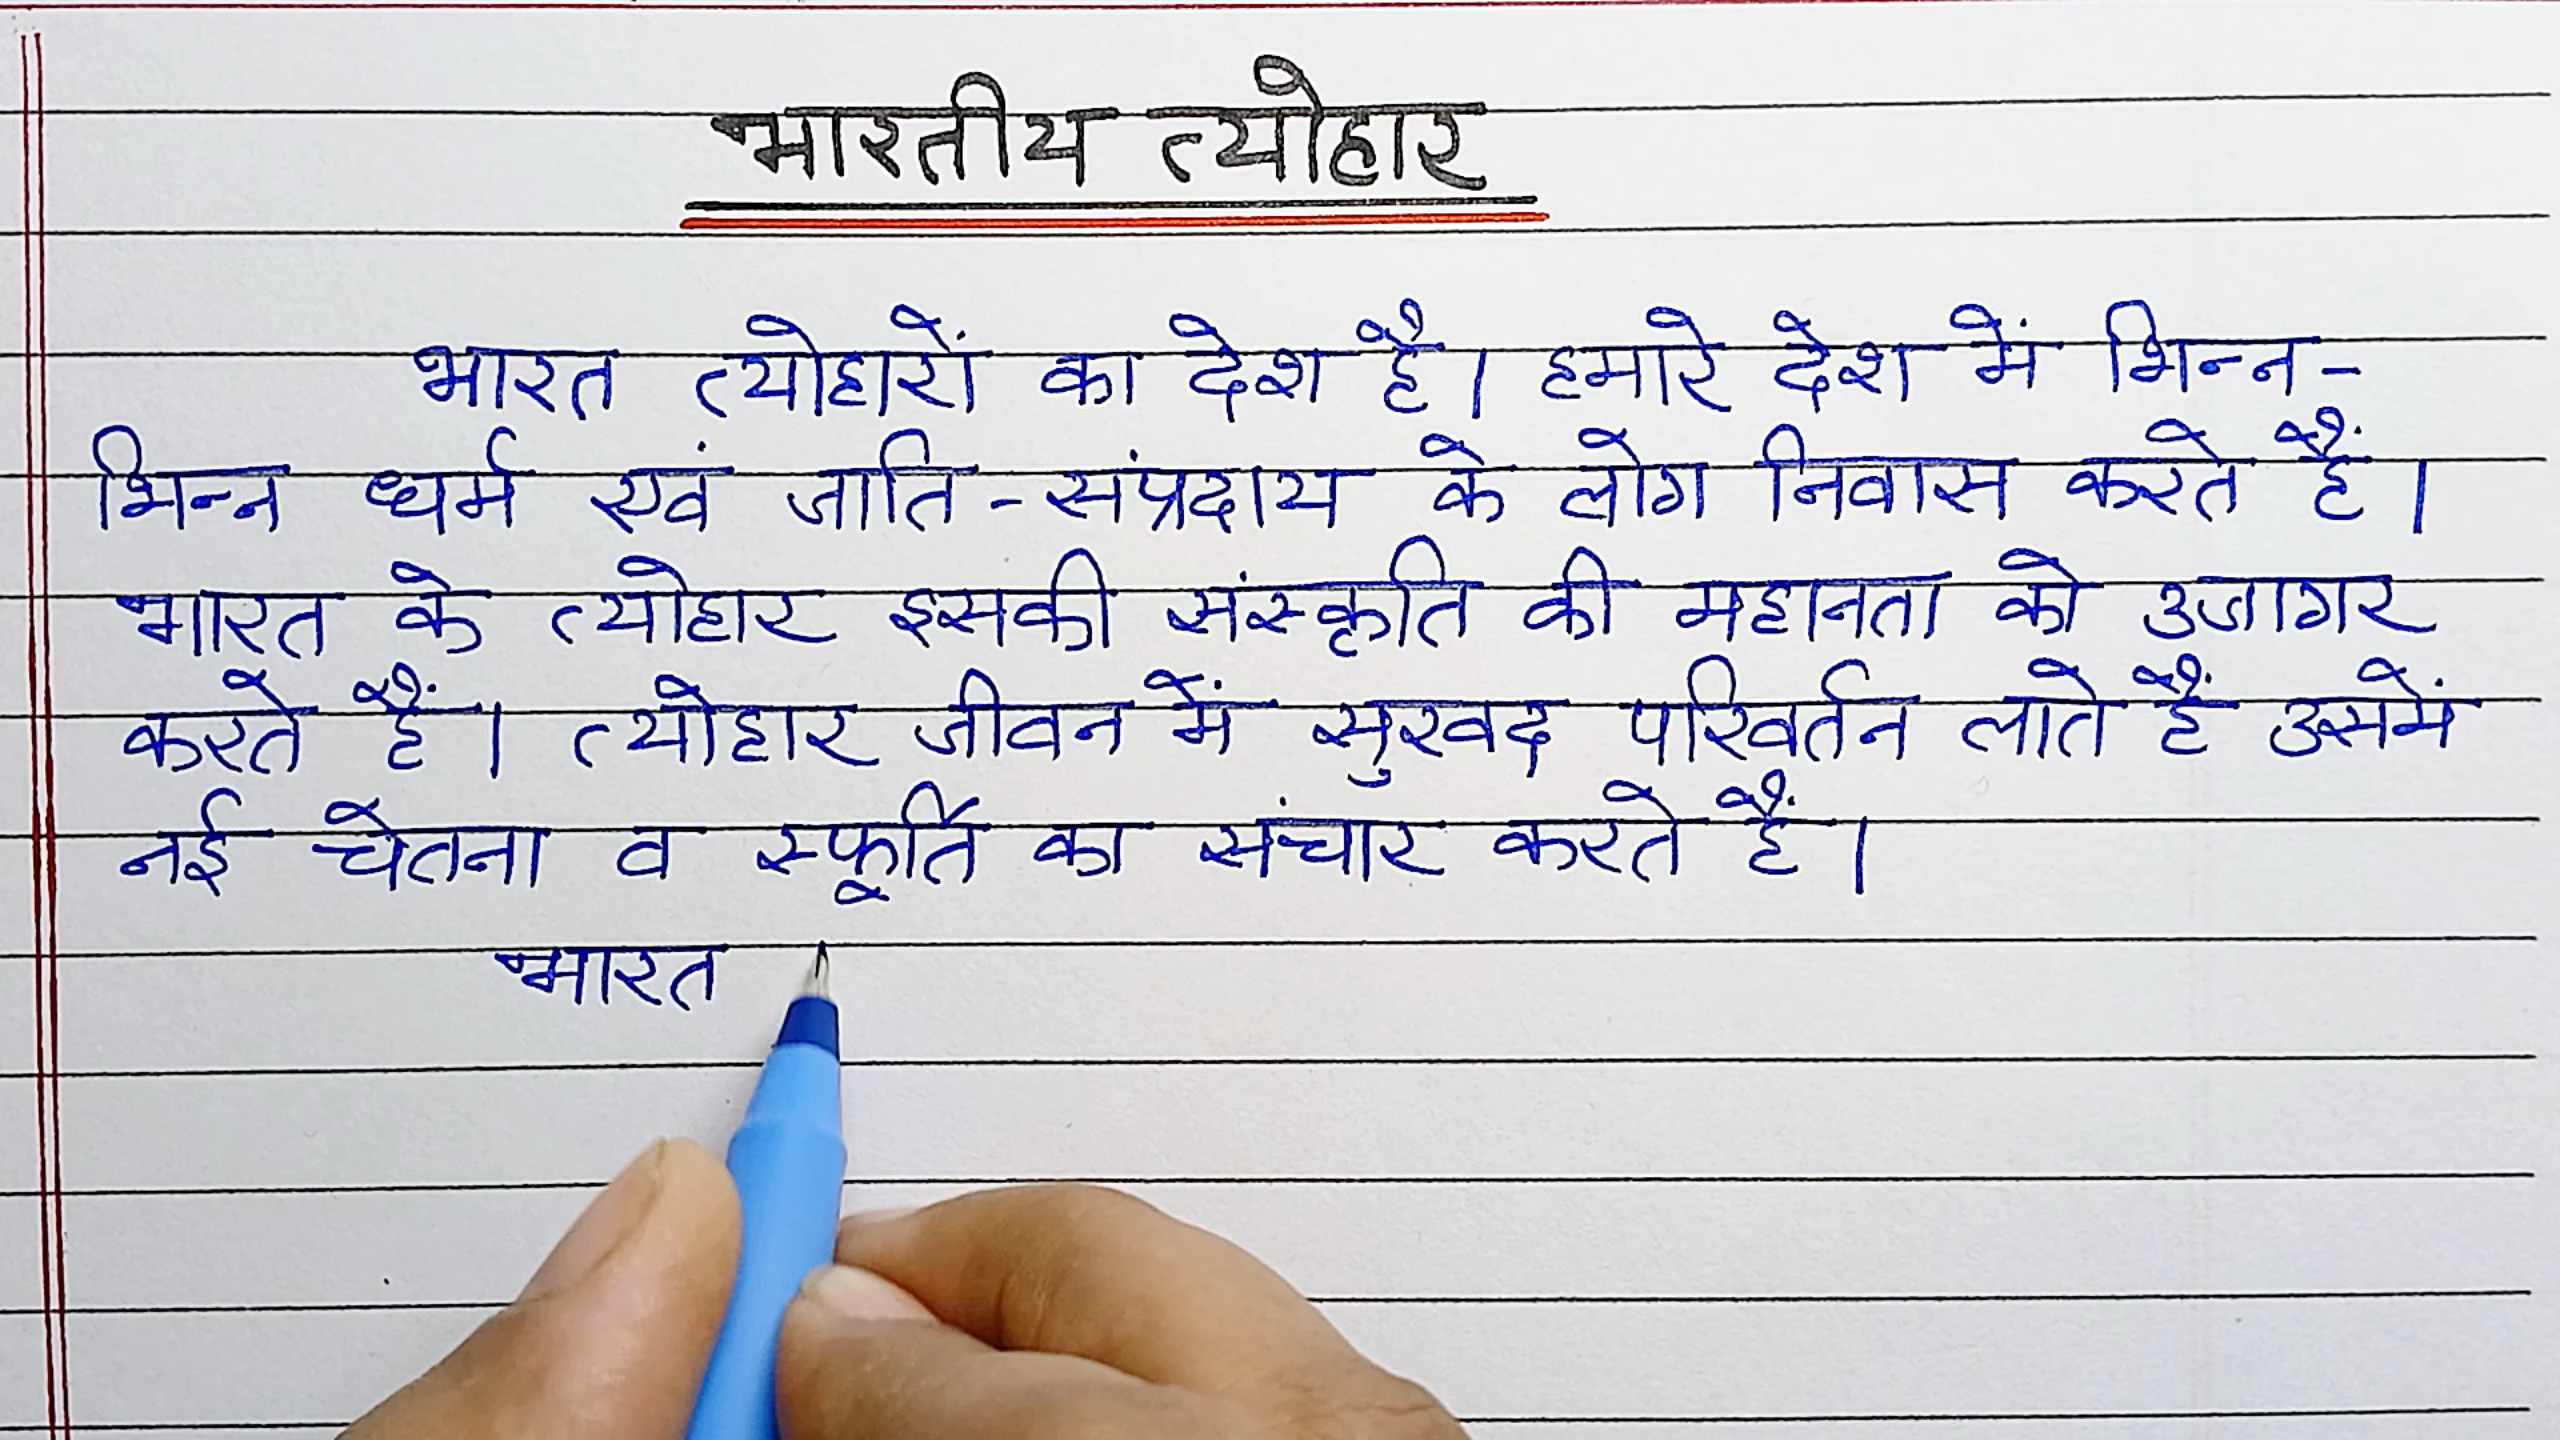 भारतीय त्योहार
भारत त्योहारों का देश है। हमारे देश में भिन्न-
भिन्न धर्म एवं जाति-संप्रदाय के लोग निवास करते हैं।
भारत के त्योहार इसकी संस्कृति की महानता को उजागर
करते हैं। त्योहार जीवन में सुखद परिवर्तन लाते हैं उसमें
नई चेतना व स्फूर्ति का संचार करते हैं।
भारत